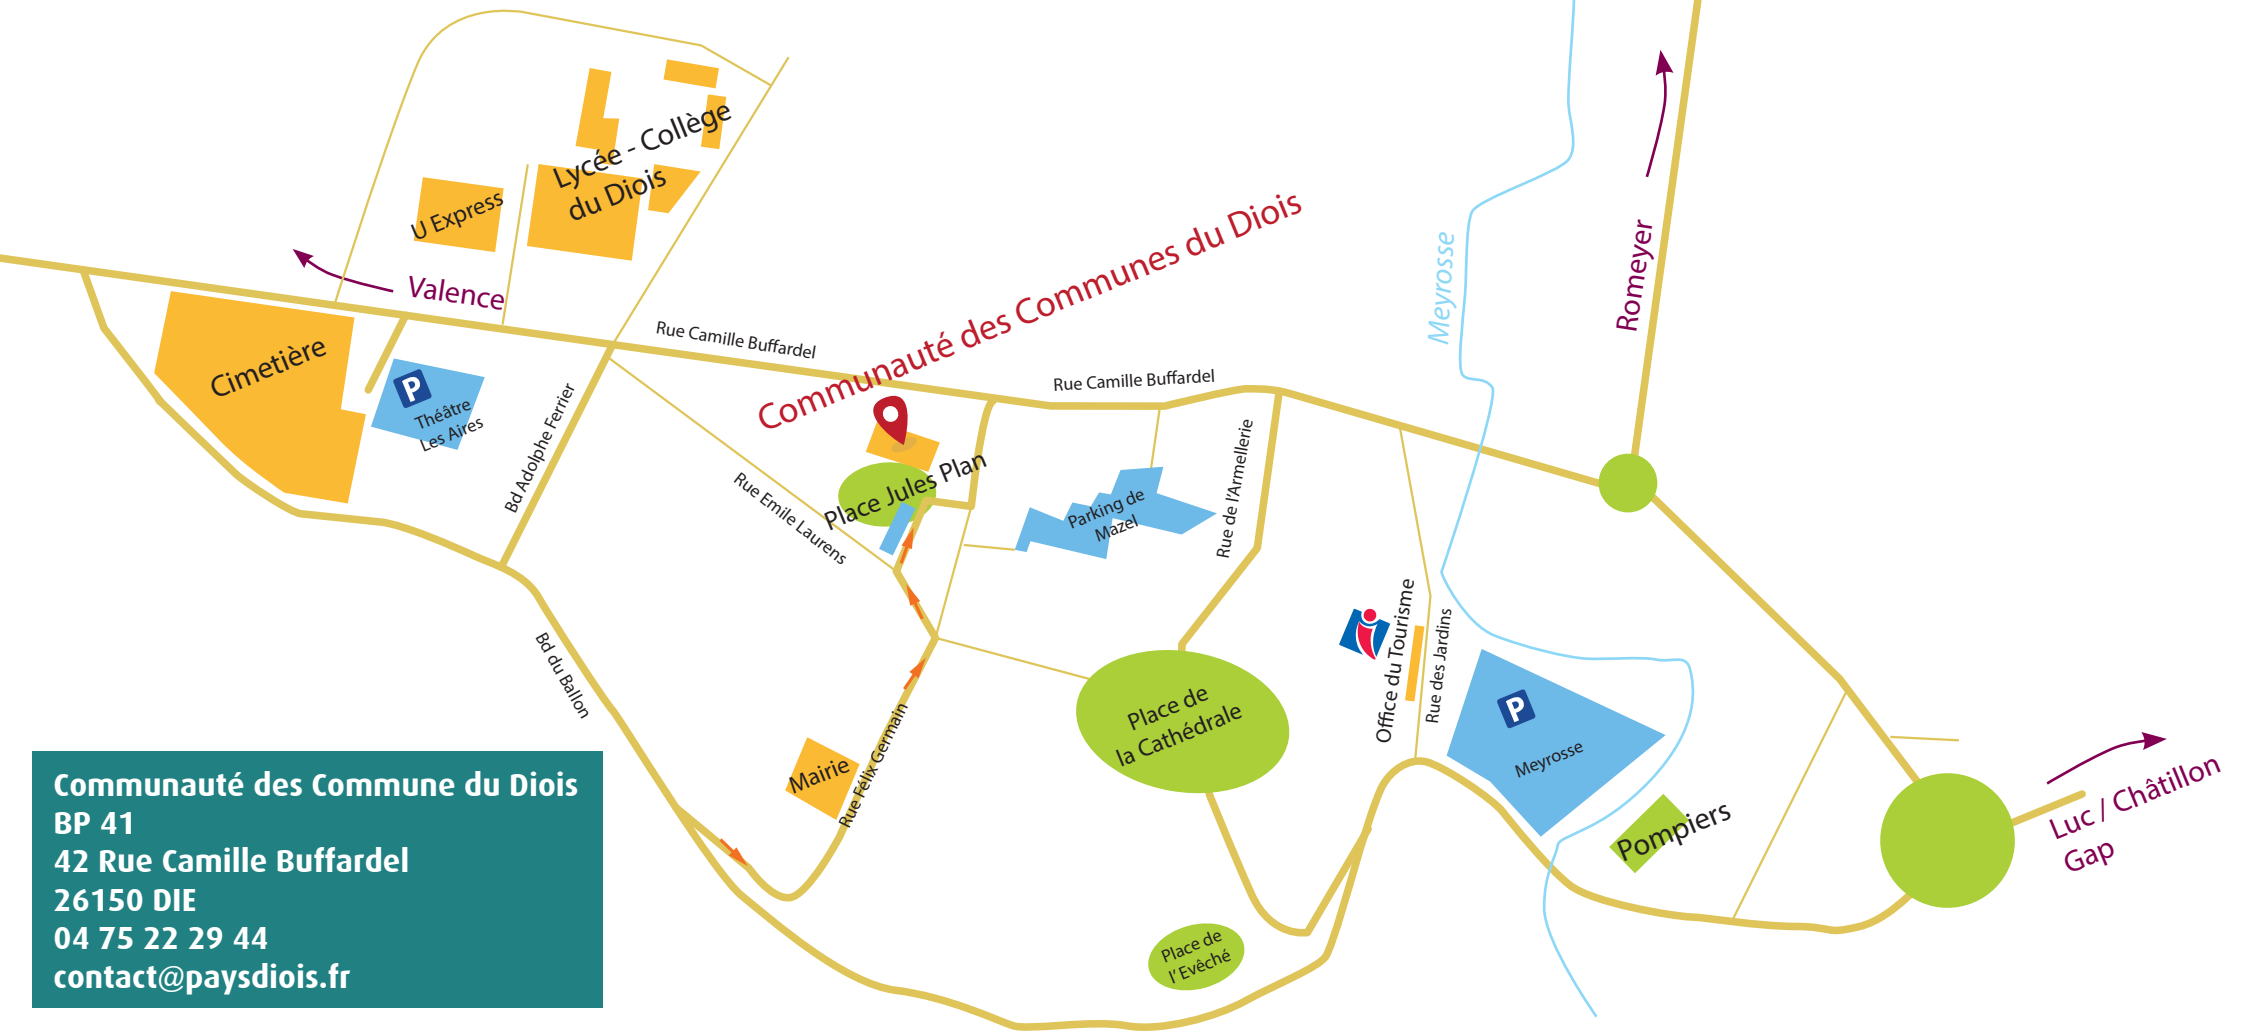 Lycée - Collège
du Diois
U Express
Valence
Communauté des Communes du Diois
Meyrosse
Romeyer
Cimetière
P
Théâtre
Les Aires
Rue Camille Buffardel
Rue Camille Buffardel
Bd Adolphe Ferrier
Rue Emile Laurens
Place Jules Plan
Parking de
Mazel
Rue de l'Armellerie
Office du Tourisme
Rue des Jardins
Bd du Ballon
Place de
la Cathédrale
P
Meyrosse
Mairie
Rue Félix Germain
Pompiers
Luc / Châtillon
Gap
Place de
l' Evêché
Communauté des Commune du Diois
BP 41
42 Rue Camille Buffardel
26150 DIE
04 75 22 29 44
contact@paysdiois.fr